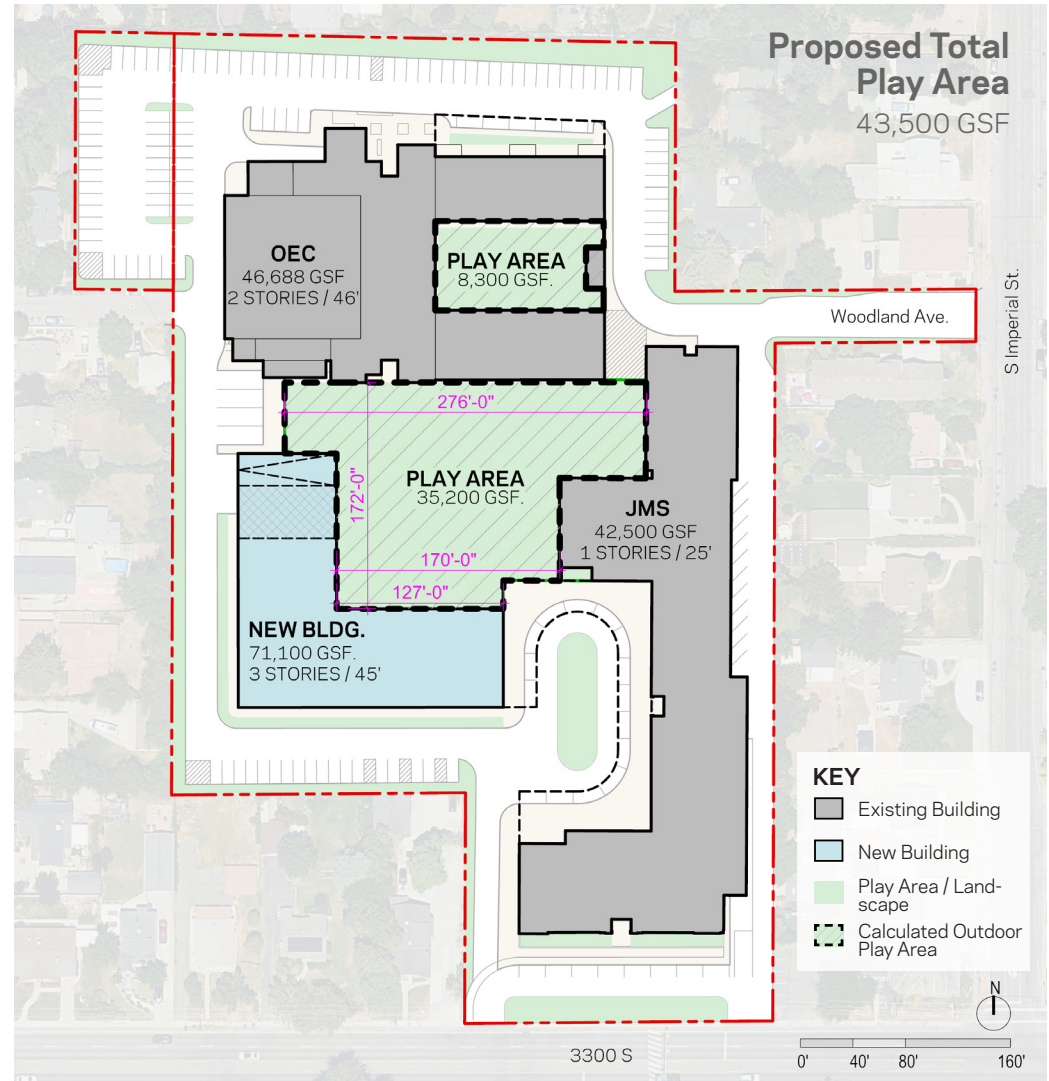 Proposed Total
Play Area
43,500 GSF
OEC
46,688 GSF
2 STORIES / 46'
PLAY AREA
8,300 GSF.
Woodland Ave.
S Imperial St.
276'-0"
172'-0"
PLAY AREA
35,200 GSF.
170'-0"
127'-0"
JMS
42,500 GSF
1 STORIES / 25'
NEW BLDG.
71,100 GSF.
3 STORIES / 45'
KEY
Existing Building
New Building
Play Area / Land-
scape
Calculated Outdoor
Play Area
N
0' 40' 80' 160'
3300 S